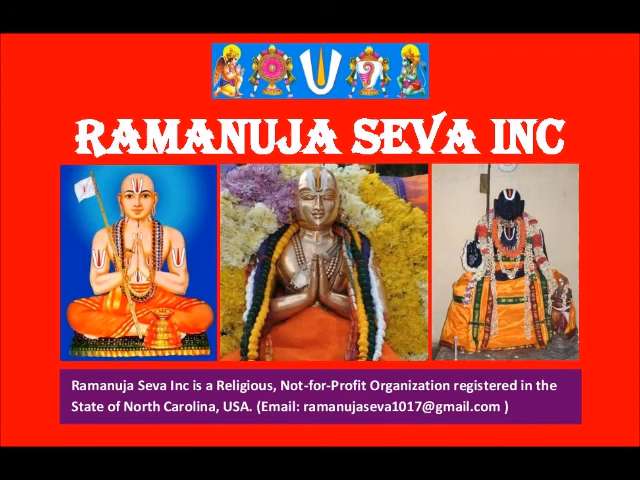 RAMANUJA SEVA INC
Ramanuja Seva Inc is a Religious, Not-for-Profit Organization registered in the
State of North Carolina, USA. (Email: ramanujaseva1017@gmail.com )